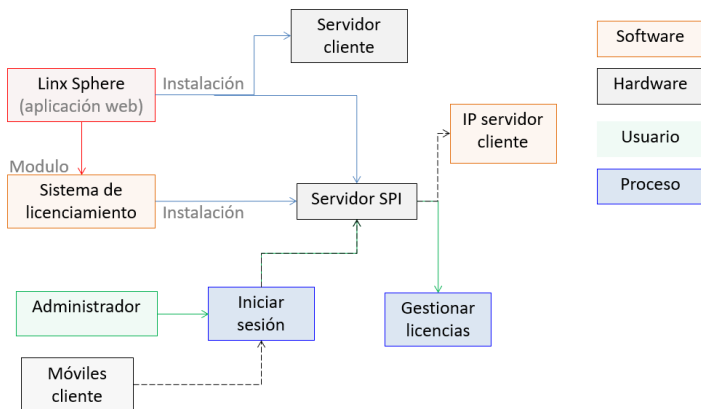 Servidor
cliente
Software
Linx Sphere
(aplicación web)
Instalación
Hardware
IP servidor
cliente
Usuario
Modulo
Sistema de
licenciamiento
Instalación
Servidor SPI
Proceso
Administrador
Iniciar
sesión
Gestionar
licencias
Móviles
cliente